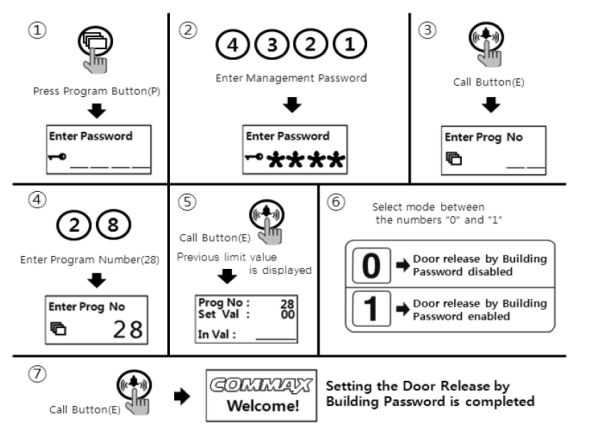 ①
Press Program Button(P)
Enter Password
②
4 3 2 1
Enter Management Password
Enter Password
③
Call Button(E)
Enter Prog No
④
2 8
Enter Program Number(28)
Enter Prog No
28
⑤
Call Button(E)
Previous limit value
is displayed
Prog No : 28
Set Val : 00
In Val :
⑥
Select mode between
the numbers "0" and "1"
0
Door release by Building
Password disabled
1
Door release by Building
Password enabled
⑦
Call Button(E)
COMMAX
Welcome!
Setting the Door Release by
Building Password is completed